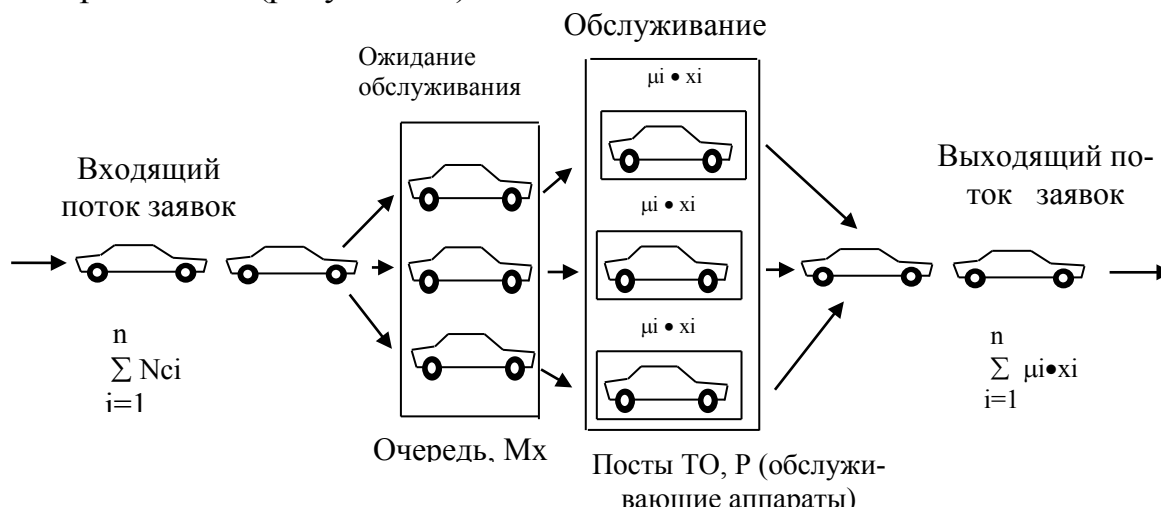 Обслуживание
Ожидание
обслуживания
μi • xi
Входящий
поток заявок
μi • xi
Выходящий по-
ток заявок
μi • xi
n
∑ Nci
i=1
n
∑ μi•xi
i=1
Очередь, Мх
Посты ТО, Р (обслужи-
вающие аппараты)